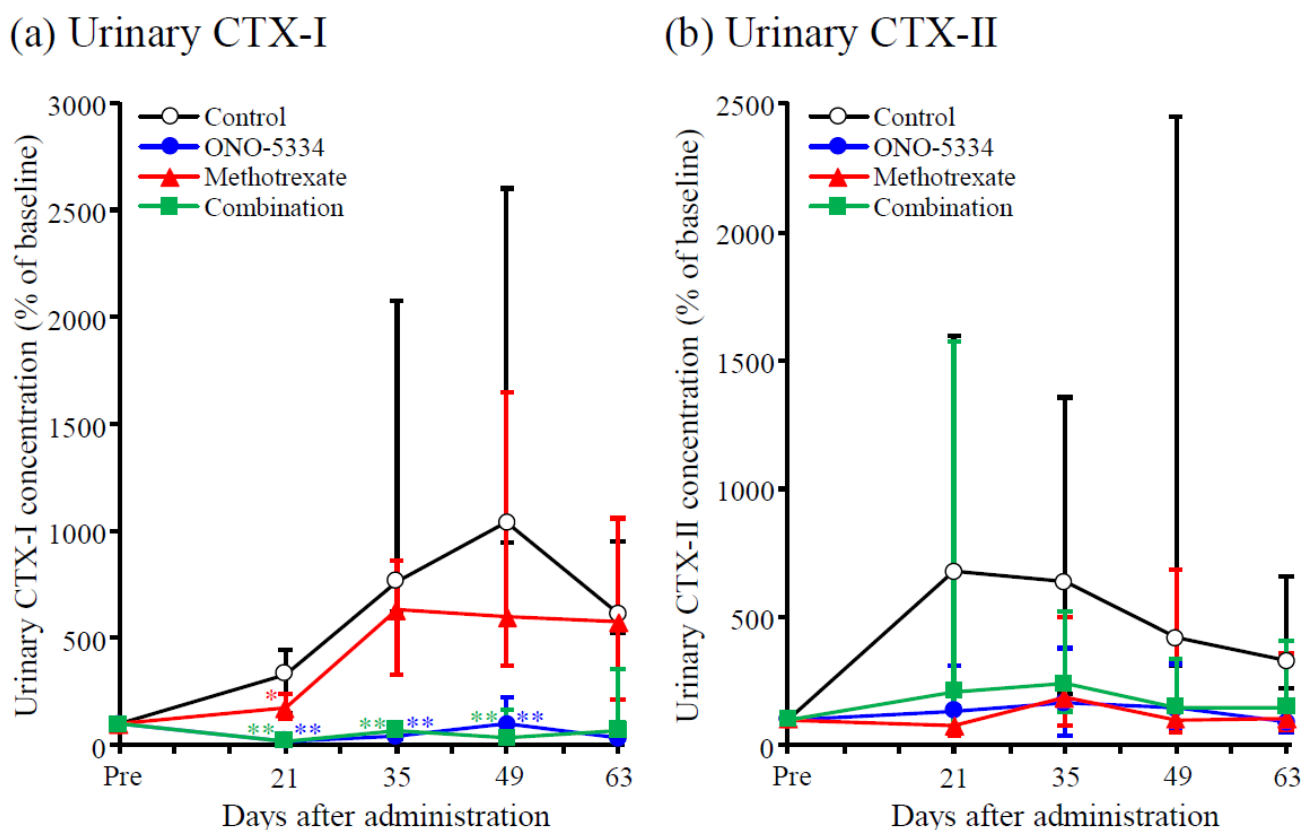 (a) Urinary CTX-I
Urinary CTX-I concentration (% of baseline)
3000
2500
2000
1500
1000
500
0
Control
ONO-5334
Methotrexate
Combination
*
** **
** **
** **
Pre 21 35 49 63
Days after administration
(b) Urinary CTX-II
Urinary CTX-II concentration (% of baseline)
2500
2000
1500
1000
500
0
Control
ONO-5334
Methotrexate
Combination
Pre 21 35 49 63
Days after administration